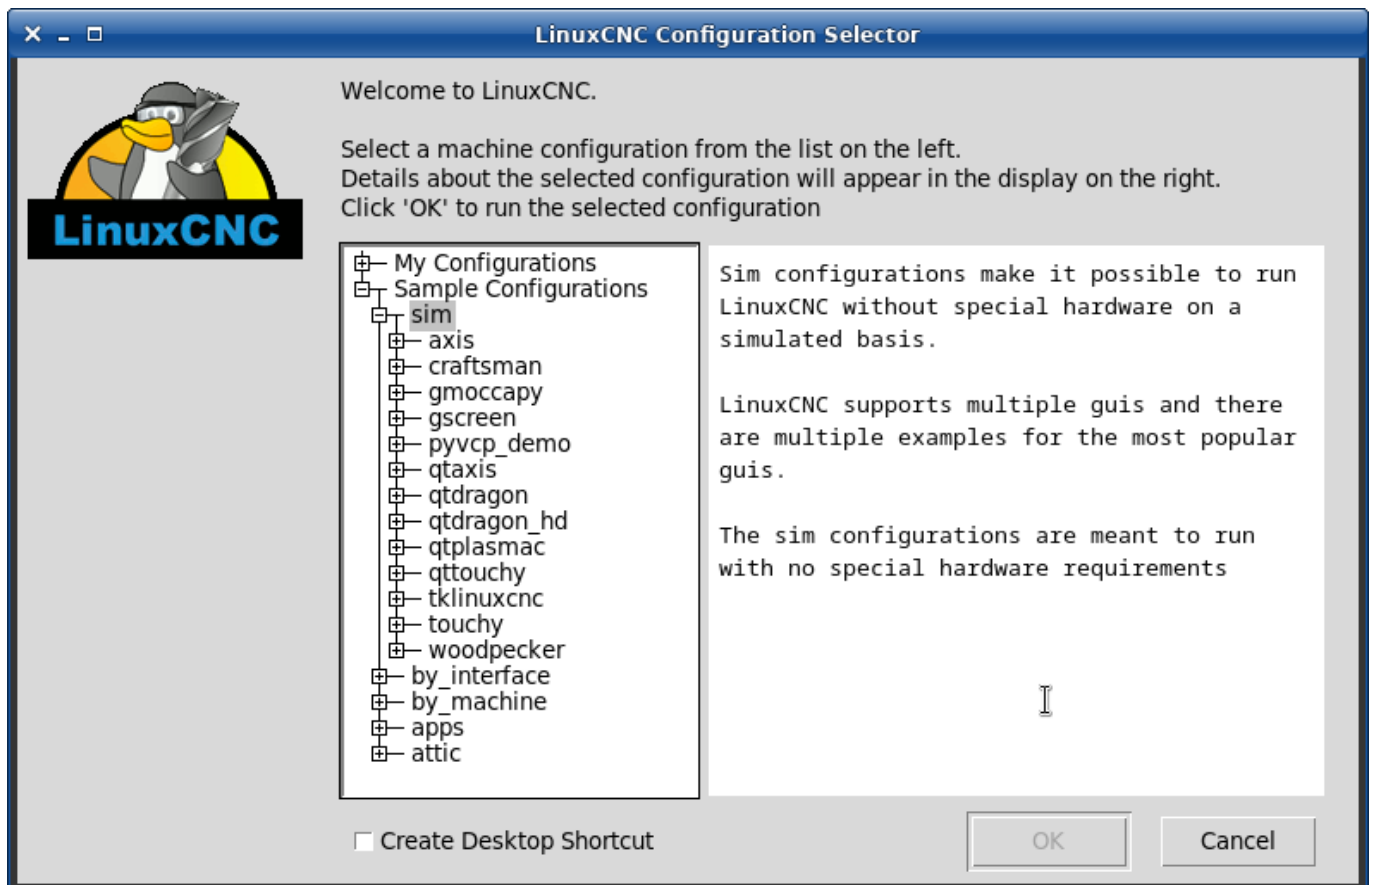 LinuxCNC Configuration Selector
LinuxCNC
Welcome to LinuxCNC.
Select a machine configuration from the list on the left.
Details about the selected configuration will appear in the display on the right.
Click 'OK' to run the selected configuration
My Configurations
Sample Configurations
sim
axis
craftsman
gmoccapy
gscreen
pyvcp_demo
qtaxis
qtdragon
qtdragon_hd
qtplasmac
qttouchy
tklinuxcnc
touchy
woodpecker
by_interface
by_machine
apps
attic
Sim configurations make it possible to run
LinuxCNC without special hardware on a
simulated basis.
LinuxCNC supports multiple guis and there
are multiple examples for the most popular
guis.
The sim configurations are meant to run
with no special hardware requirements
Create Desktop Shortcut
OK
Cancel